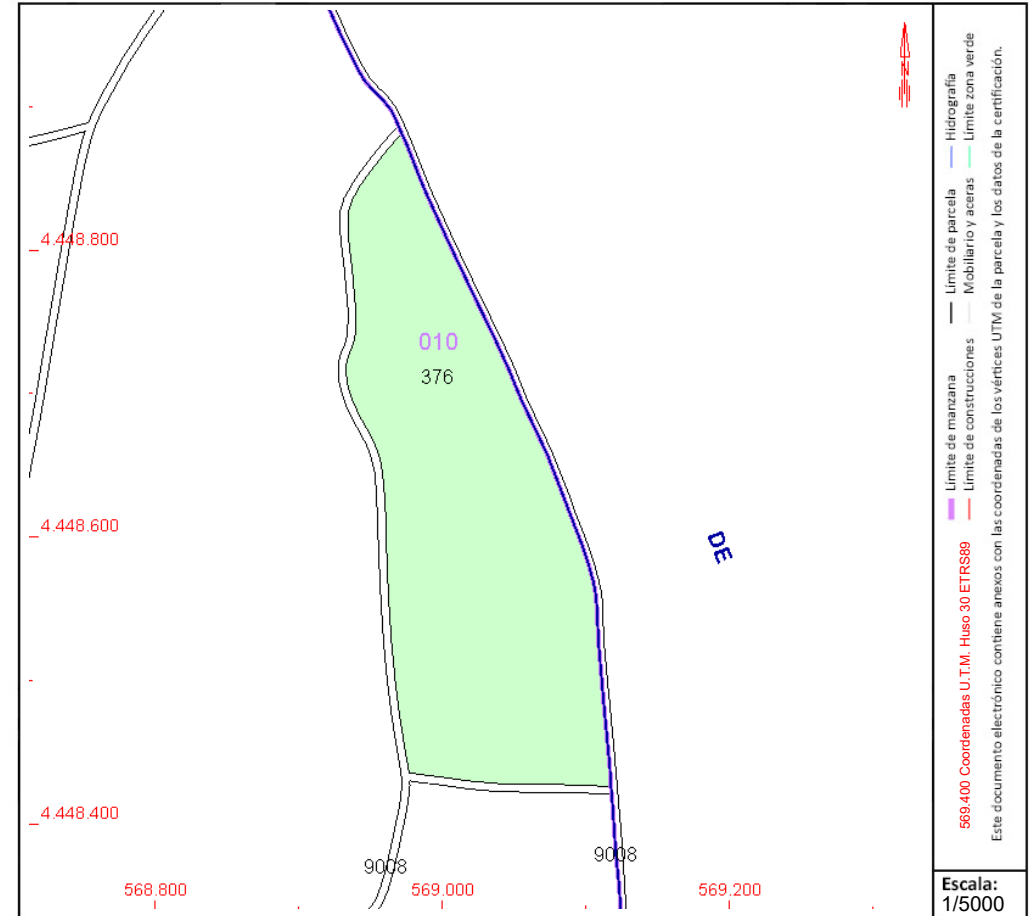 N
4.448.800
010
376
4.448.600
DE
4.448.400
9008
9008
568.800
569.000
569.200
Límite de manzana
Límite de parcela
Hidrografía
569.400 Coordenadas U.T.M. Huso 30 ETRS89
Límite de construcciones
Mobiliario y aceras
Límite zona verde
Este documento electrónico contiene anexos con las coordenadas de los vértices UTM de la parcela y los datos de la certificación.
Escala:
1/5000